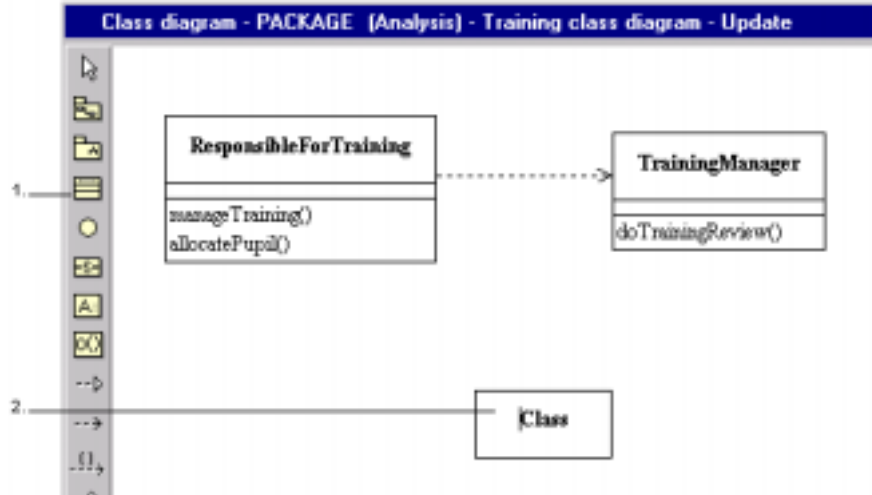 Class diagram - PACKAGE (Analysis) - Training class diagram - Update
ResponsibleForTraining
manageTraining()
allocatePupil()
TrainingManager
doTrainingReview()
1.
2.
Class